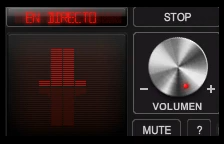 EN DIRECTO
STOP
- +
VOLUMEN
MUTE ?